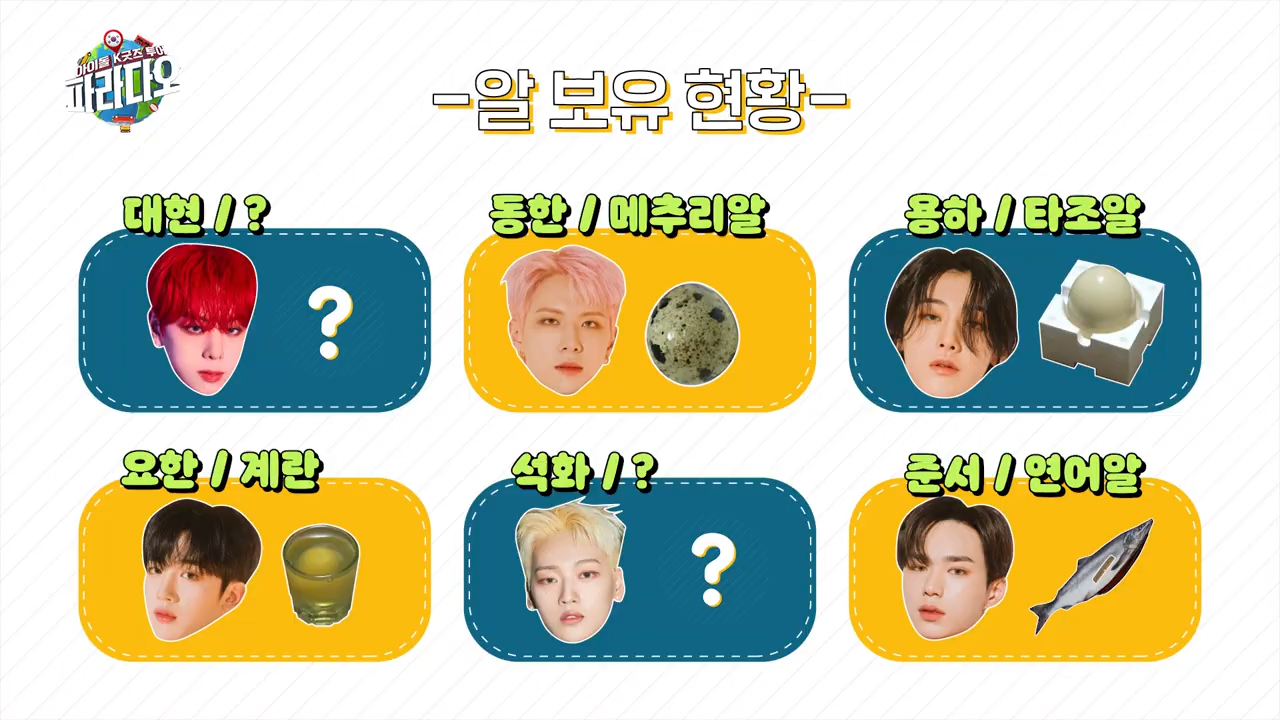 아이돌 K굿즈 투어
파라다오
-알 보유 현황-
대현 / ?
동한 / 메추리알
용하 / 타조알
?
요한 / 계란
석화 / ?
준서 / 연어알
?